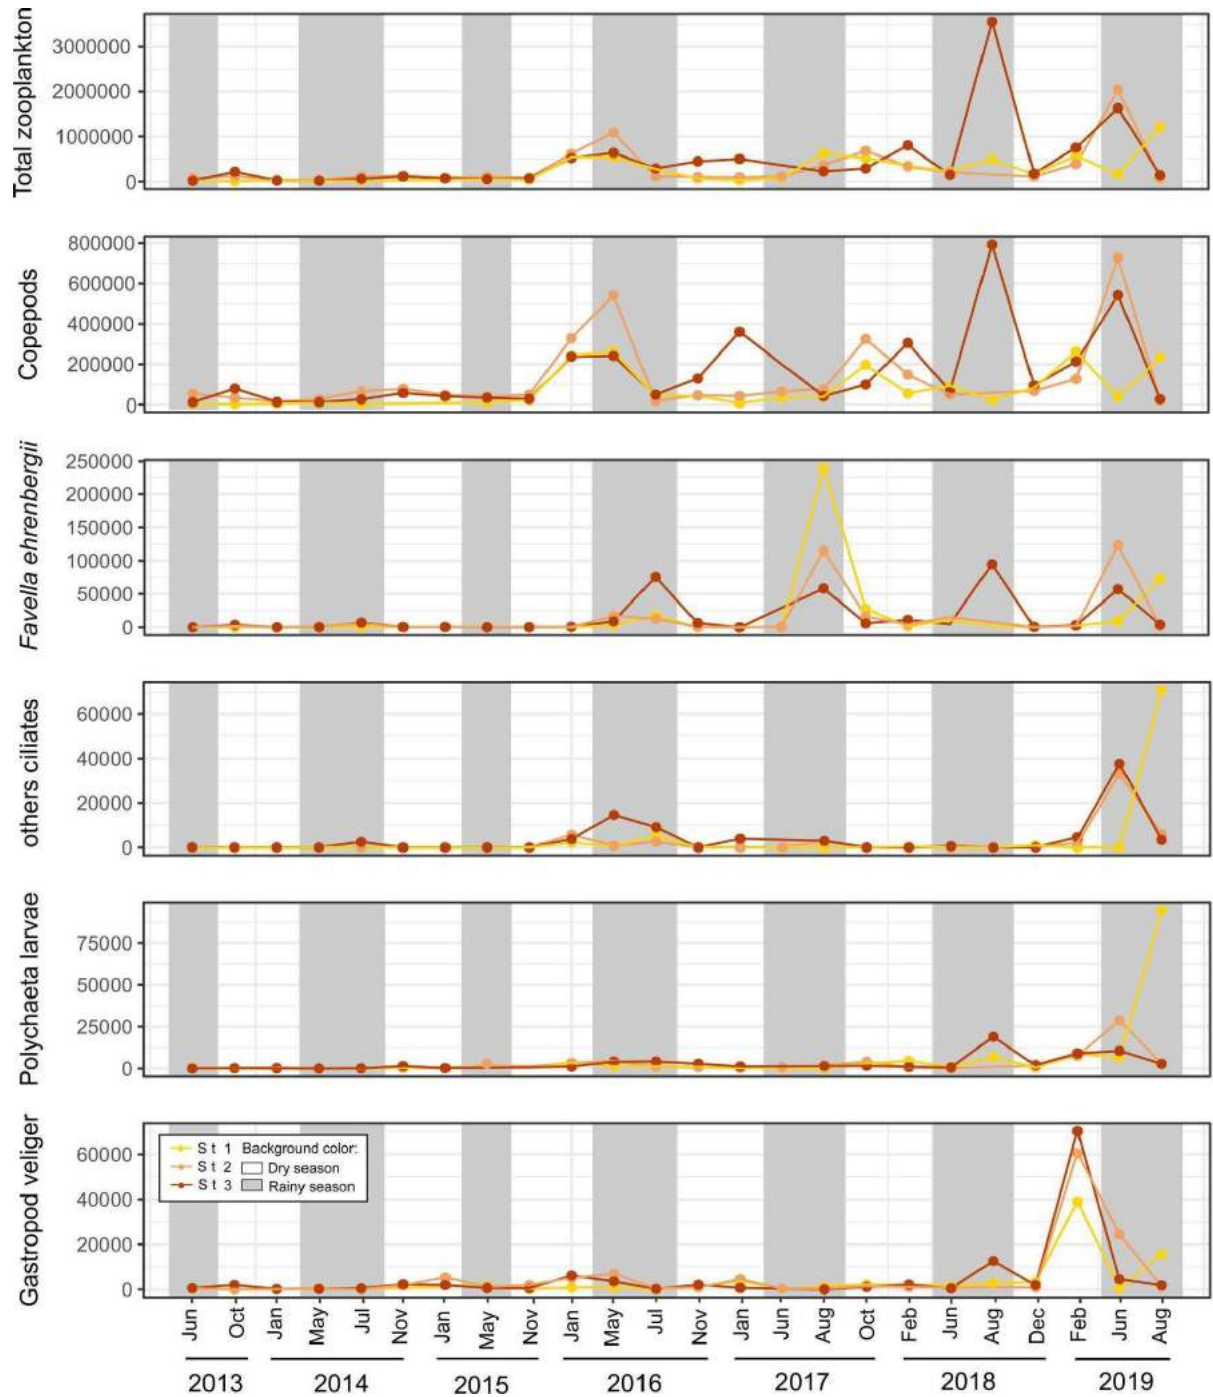 Total zooplankton
3000000
2000000
1000000
0
Copepods
800000
600000
400000
200000
0
Favella ehrenbergii
250000
200000
150000
100000
50000
0
others ciliates
60000
40000
20000
0
Polychaeta larvae
75000
50000
25000
0
Gastropod veliger
60000
40000
20000
0
St 1 Background color:
St 2 Dry season
St 3 Rainy season
Jun Oct Jan May Jul Nov Jan May Nov Jan May Jul Nov Jan Jun Aug Oct Feb Jun Aug Dec Feb Jun Aug
2013 2014 2015 2016 2017 2018 2019